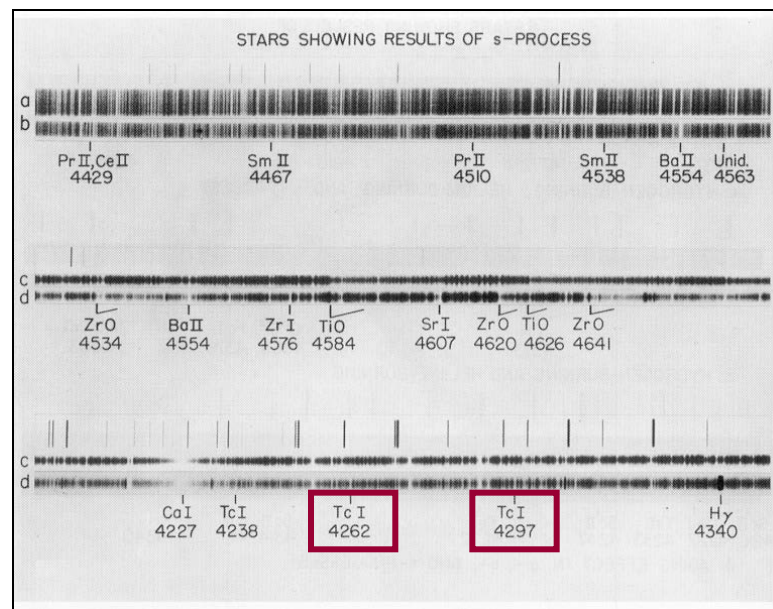 STARS SHOWING RESULTS OF s-PROCESS
a
b
Pr II, Ce II Sm II Pr II Sm II Ba II Unid.
4429 4467 4510 4538 4554 4563
c
d
ZrO Ba II Zr I TiO Sr I ZrO TiO ZrO
4534 4554 4576 4584 4607 4620 4626 4641
c
d
Ca I Tc I Tc I Tc I Hγ
4227 4238 4262 4297 4340